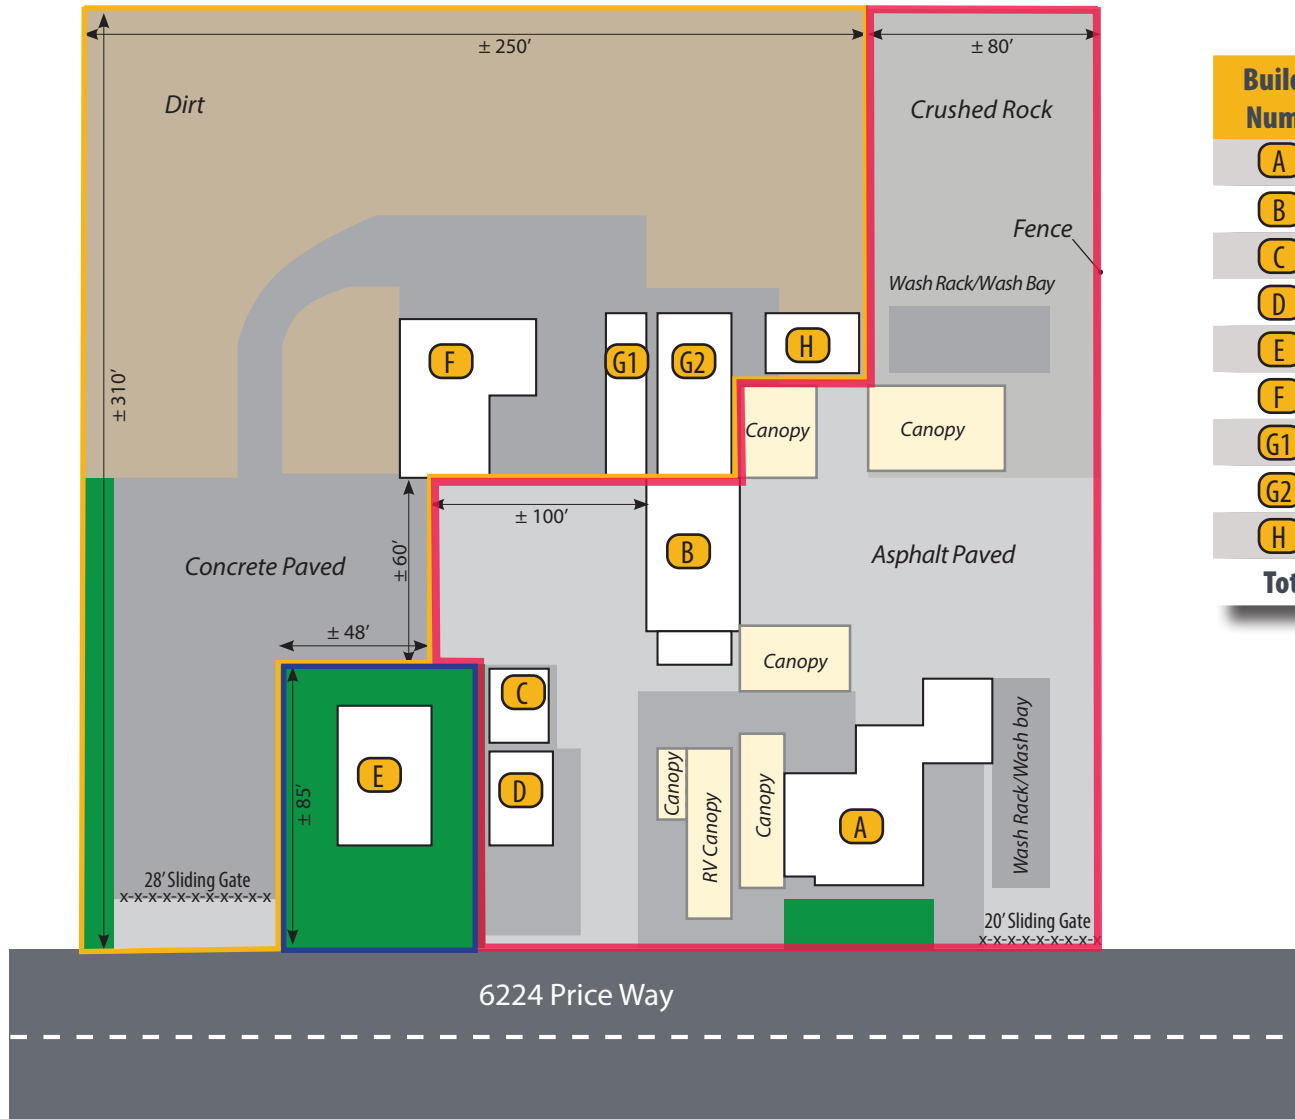 ± 250’
± 80’
Dirt
Crushed Rock
Fence
Wash Rack/Wash Bay
± 310’
F
G1
G2
H
Canopy
Canopy
± 100’
± 60’
Concrete Paved
B
Asphalt Paved
± 48’
Canopy
C
D
E
± 85’
Canopy
RV Canopy
Canopy
A
Wash Rack/Wash bay
28’ Sliding Gate
x-x-x-x-x-x-x-x-x-x-x-x
20’ Sliding Gate
x-x-x-x-x-x-x-x-x
6224 Price Way
A
B
C
D
E
F
G1
G2
H